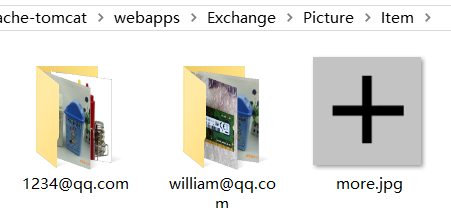 ache-tomcat › webapps › Exchange › Picture › Item ›
1234@qq.com
william@qq.co
m
more.jpg